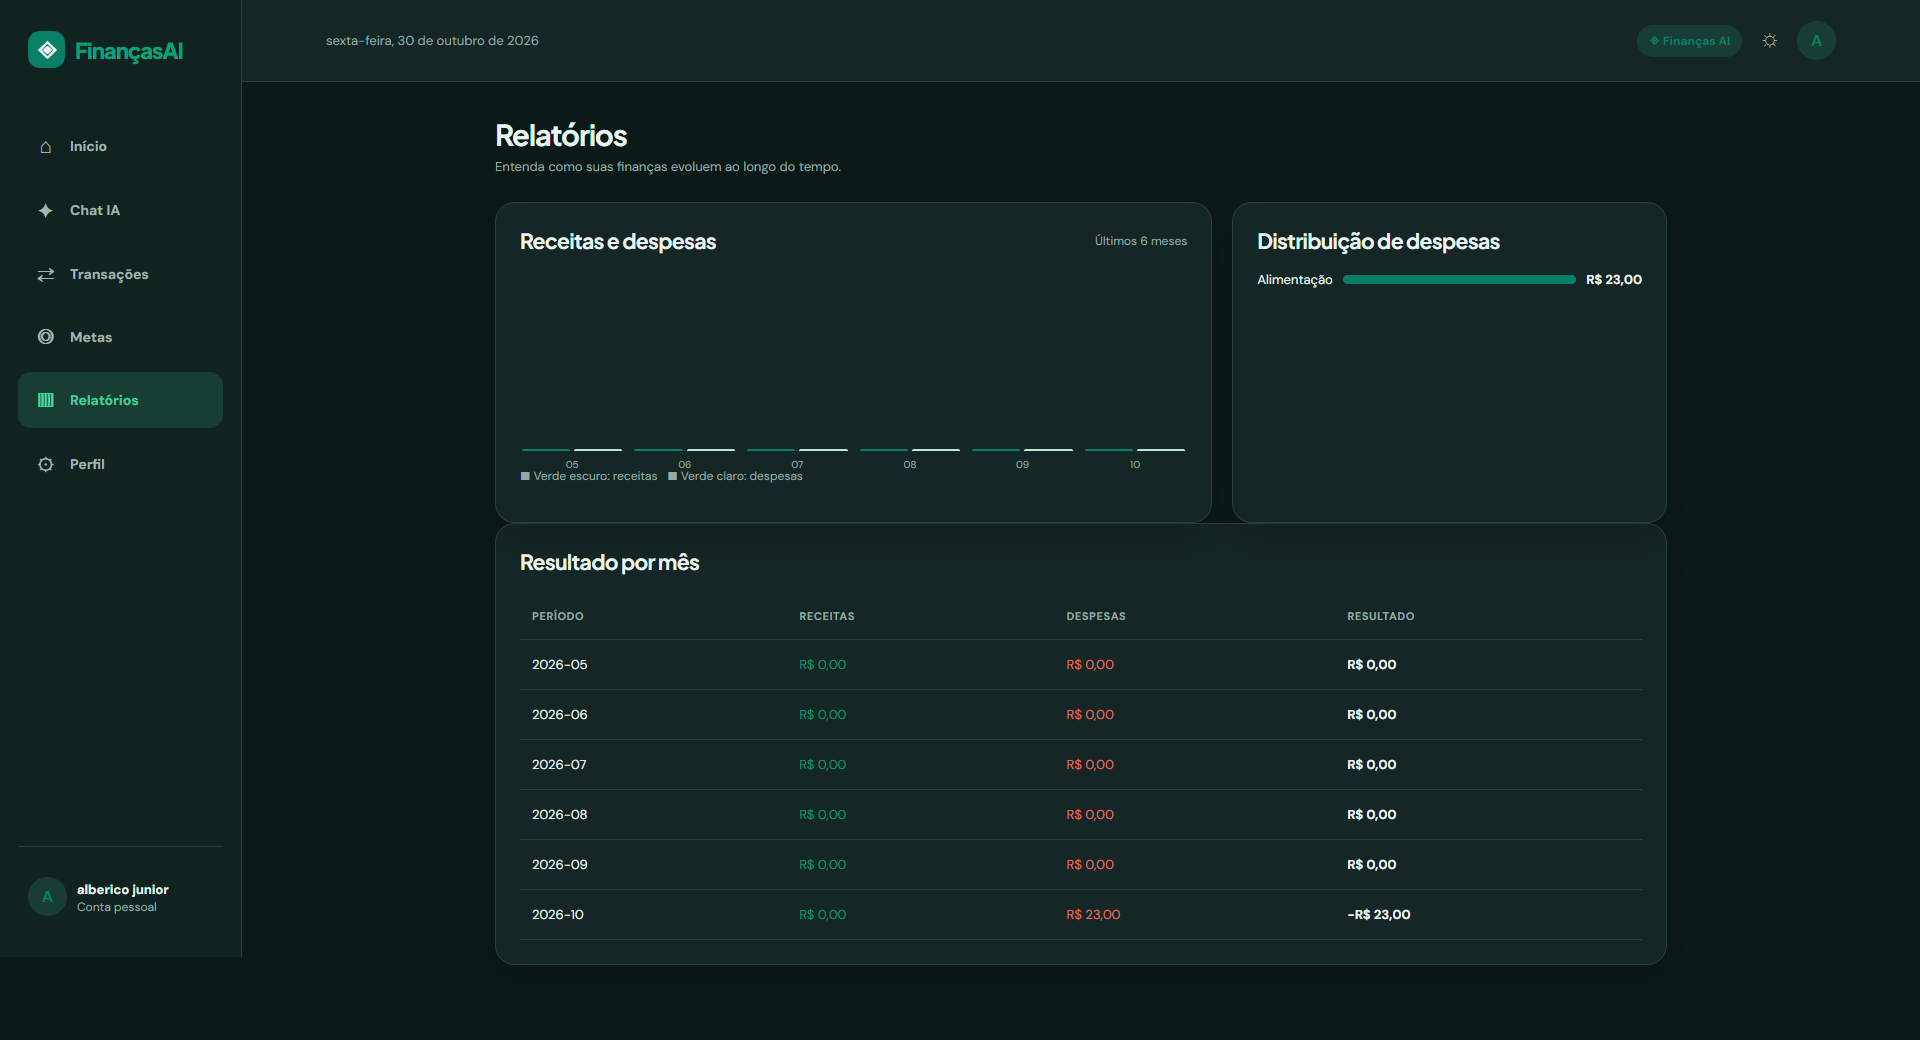 FinançasAI
Início
Chat IA
Transações
Metas
Relatórios
Perfil
A
alberico junior
Conta pessoal
sexta-feira, 30 de outubro de 2026
Finanças AI
A
Relatórios
Entenda como suas finanças evoluem ao longo do tempo.
Receitas e despesas
Últimos 6 meses
05 06 07 08 09 10
Verde escuro: receitas Verde claro: despesas
Distribuição de despesas
Alimentação R$ 23,00
Resultado por mês
PERÍODO RECEITAS DESPESAS RESULTADO
2026-05 R$ 0,00 R$ 0,00 R$ 0,00
2026-06 R$ 0,00 R$ 0,00 R$ 0,00
2026-07 R$ 0,00 R$ 0,00 R$ 0,00
2026-08 R$ 0,00 R$ 0,00 R$ 0,00
2026-09 R$ 0,00 R$ 0,00 R$ 0,00
2026-10 R$ 0,00 R$ 23,00 -R$ 23,00